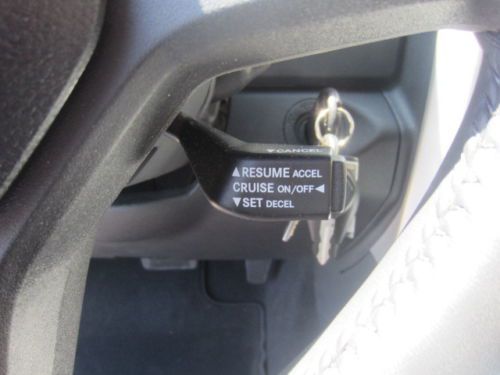 ▼CANCEL
▲RESUME ACCEL
CRUISE ON/OFF◀
▼SET DECEL